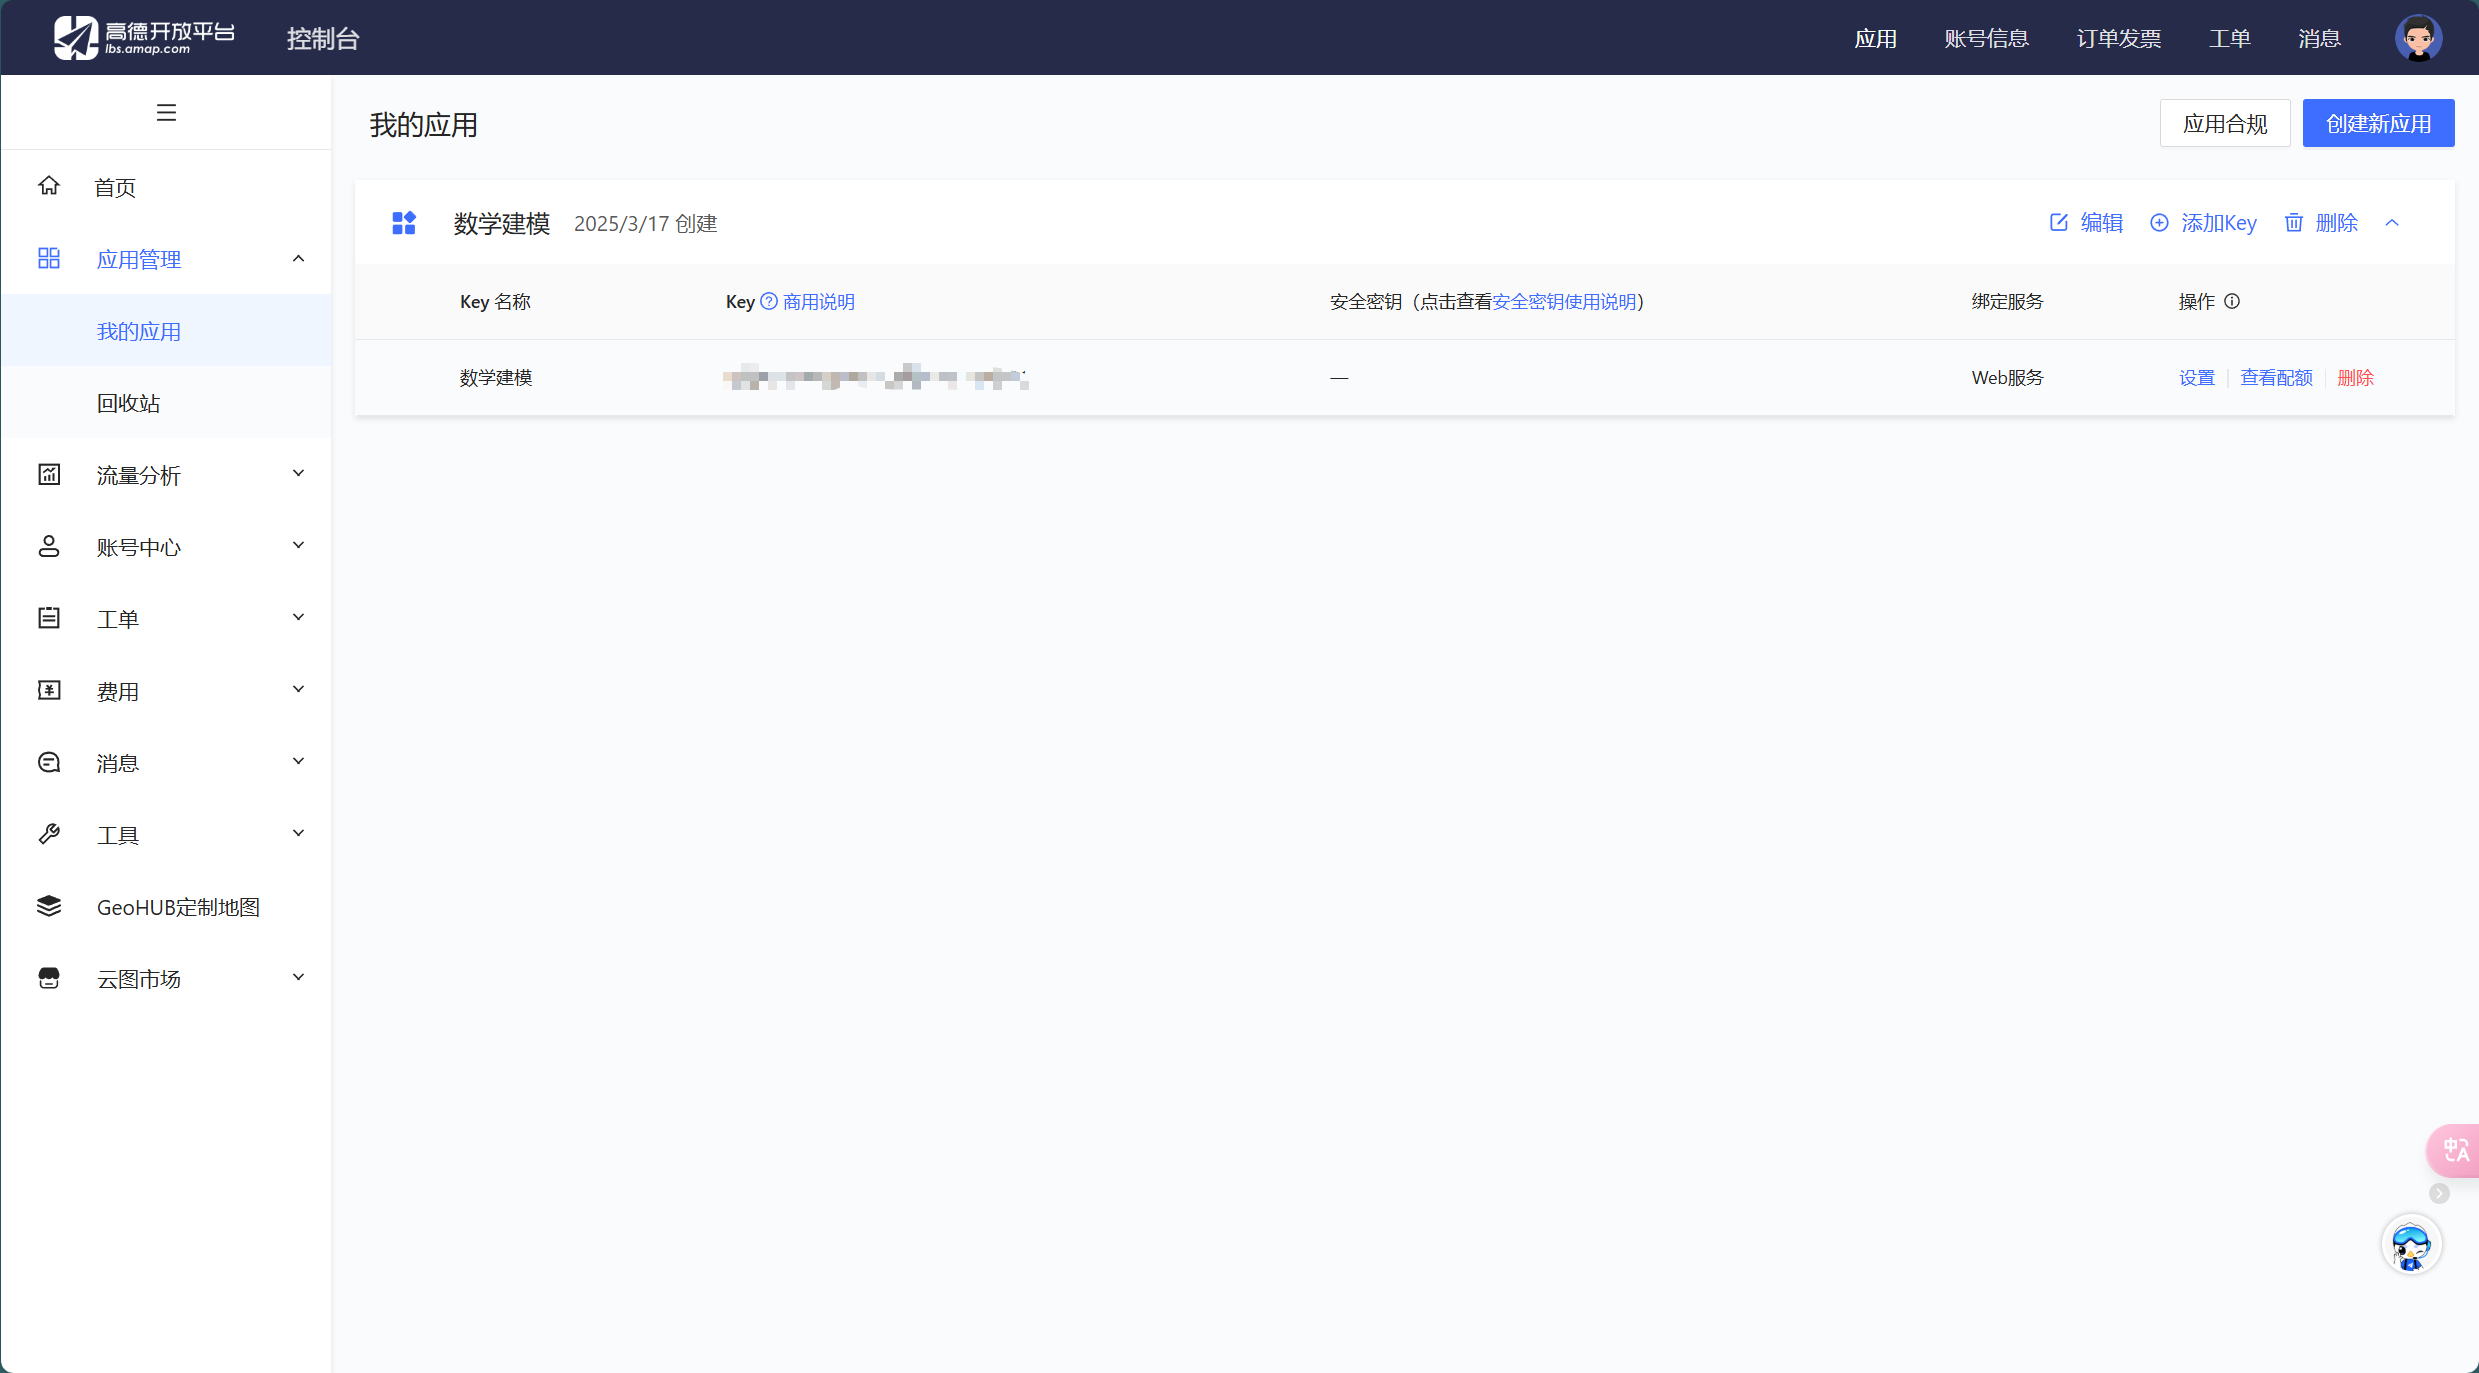 高德开放平台
lbs.amap.com
控制台
应用
账号信息
订单发票
工单
消息
首页
应用管理
我的应用
回收站
流量分析
账号中心
工单
费用
消息
工具
GeoHUB定制地图
云图市场
我的应用
应用合规
创建新应用
数学建模 2025/3/17 创建
编辑
添加Key
删除
Key 名称
Key 商用说明
安全密钥（点击查看安全密钥使用说明）
绑定服务
操作
数学建模
—
Web服务
设置
查看配额
删除
中A